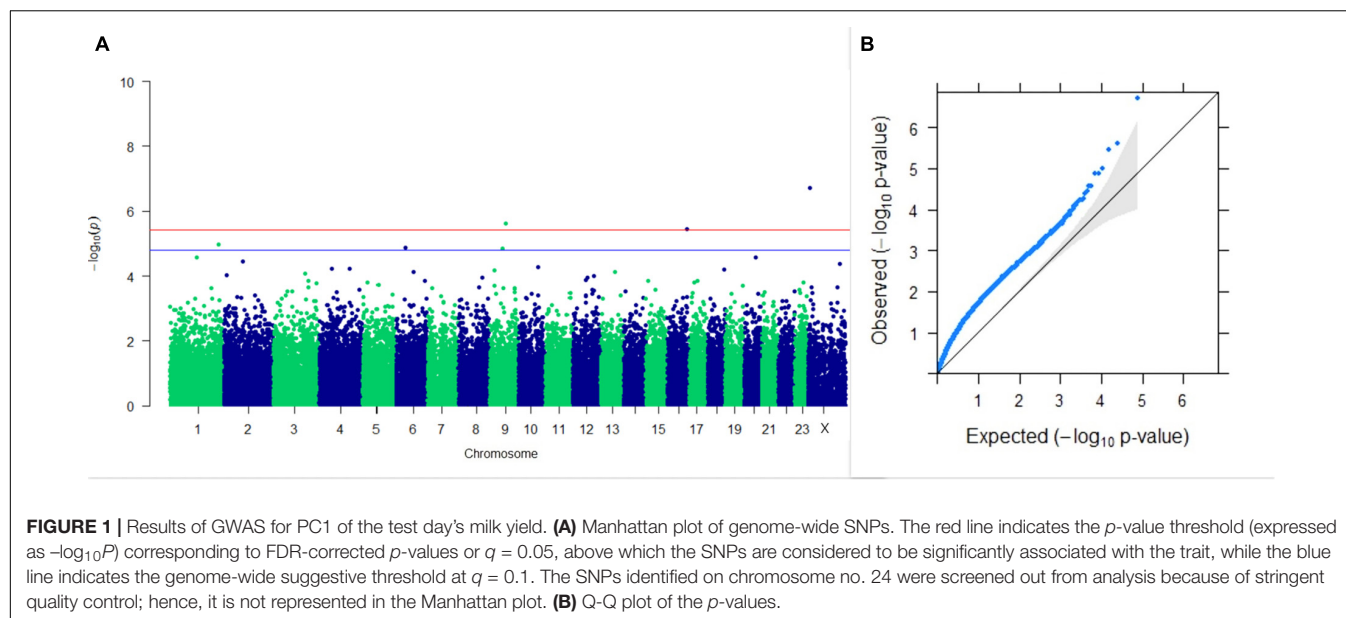 A
10
8
6
4
2
0
−log10(p)
1 2 3 4 5 6 7 8 9 10 11 12 13 15 17 19 21 23 X
Chromosome
B
6
5
4
3
2
1
Observed (−log10 p-value)
1 2 3 4 5 6
Expected (−log10 p-value)
FIGURE 1 | Results of GWAS for PC1 of the test day's milk yield. (A) Manhattan plot of genome-wide SNPs. The red line indicates the p-value threshold (expressed
as –log10P) corresponding to FDR-corrected p-values or q = 0.05, above which the SNPs are considered to be significantly associated with the trait, while the blue
line indicates the genome-wide suggestive threshold at q = 0.1. The SNPs identified on chromosome no. 24 were screened out from analysis because of stringent
quality control; hence, it is not represented in the Manhattan plot. (B) Q-Q plot of the p-values.